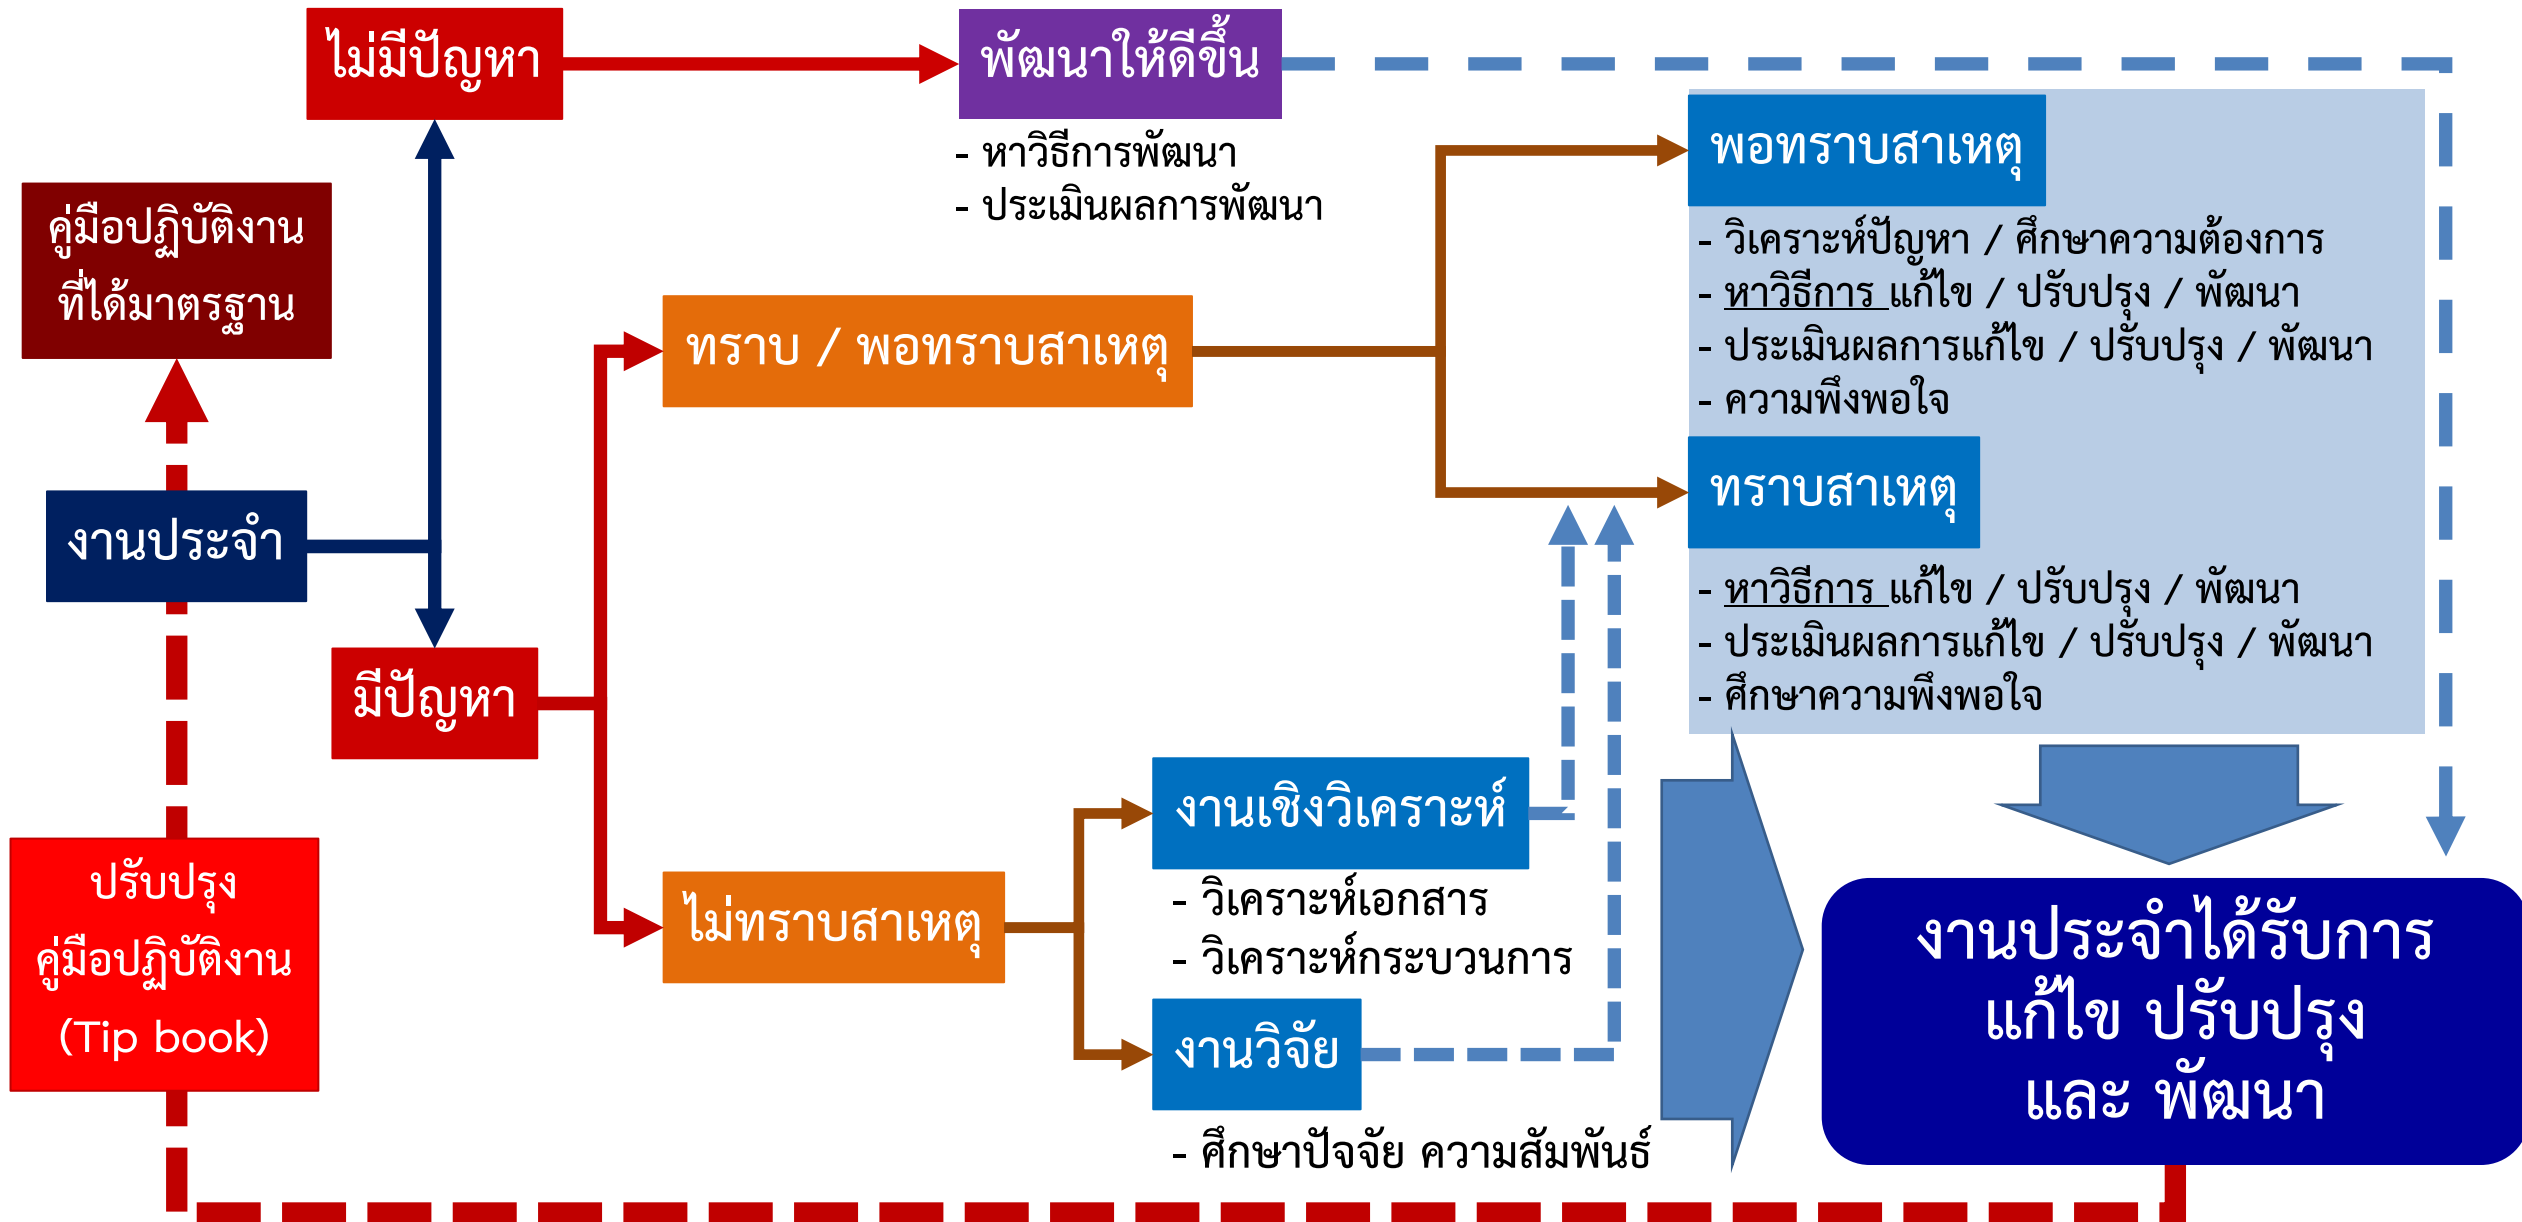 ไม่มีปัญหา
พัฒนาให้ดีขึ้น
- หาวิธีการพัฒนา
- ประเมินผลการพัฒนา
พอทราบสาเหตุ
- วิเคราะห์ปัญหา / ศึกษาความต้องการ
- หาวิธีการ แก้ไข / ปรับปรุง / พัฒนา
- ประเมินผลการแก้ไข / ปรับปรุง / พัฒนา
- ความพึงพอใจ
คู่มือปฏิบัติงาน
ที่ได้มาตรฐาน
ทราบ / พอทราบสาเหตุ
ทราบสาเหตุ
- หาวิธีการ แก้ไข / ปรับปรุง / พัฒนา
- ประเมินผลการแก้ไข / ปรับปรุง / พัฒนา
- ศึกษาความพึงพอใจ
งานประจำ
มีปัญหา
งานเชิงวิเคราะห์
- วิเคราะห์เอกสาร
- วิเคราะห์กระบวนการ
ไม่ทราบสาเหตุ
งานวิจัย
- ศึกษาปัจจัย ความสัมพันธ์
ปรับปรุง
คู่มือปฏิบัติงาน
(Tip book)
งานประจำได้รับการ
แก้ไข ปรับปรุง
และ พัฒนา